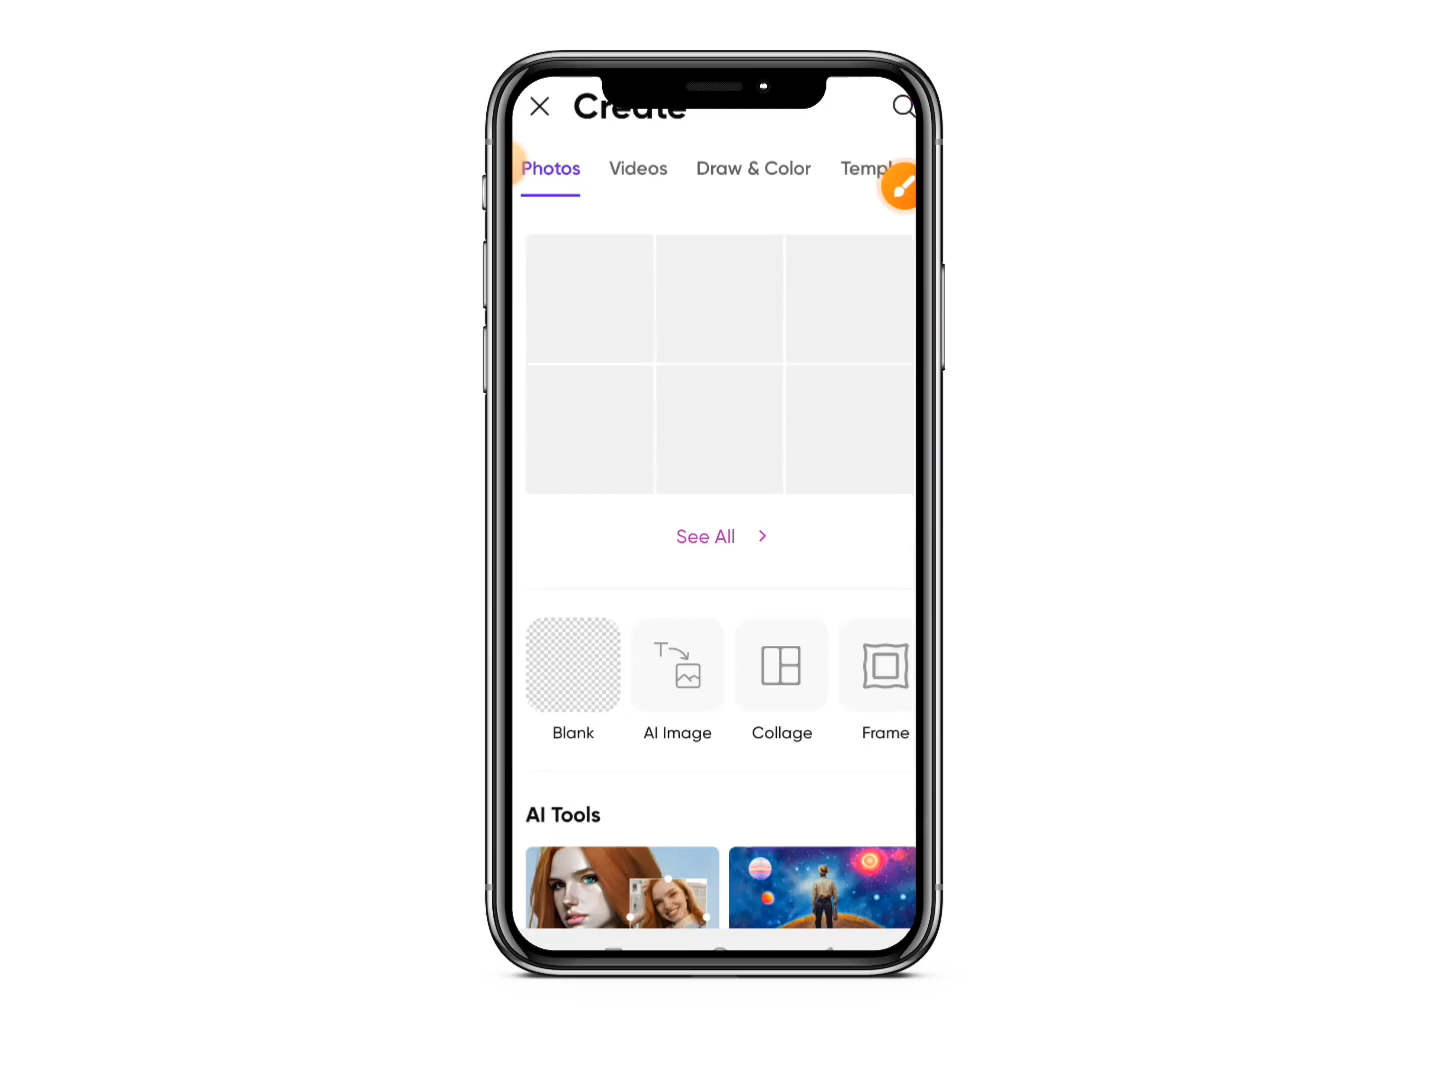 Create
Photos Videos Draw & Color Templ
See All
Blank AI Image Collage Frame
AI Tools